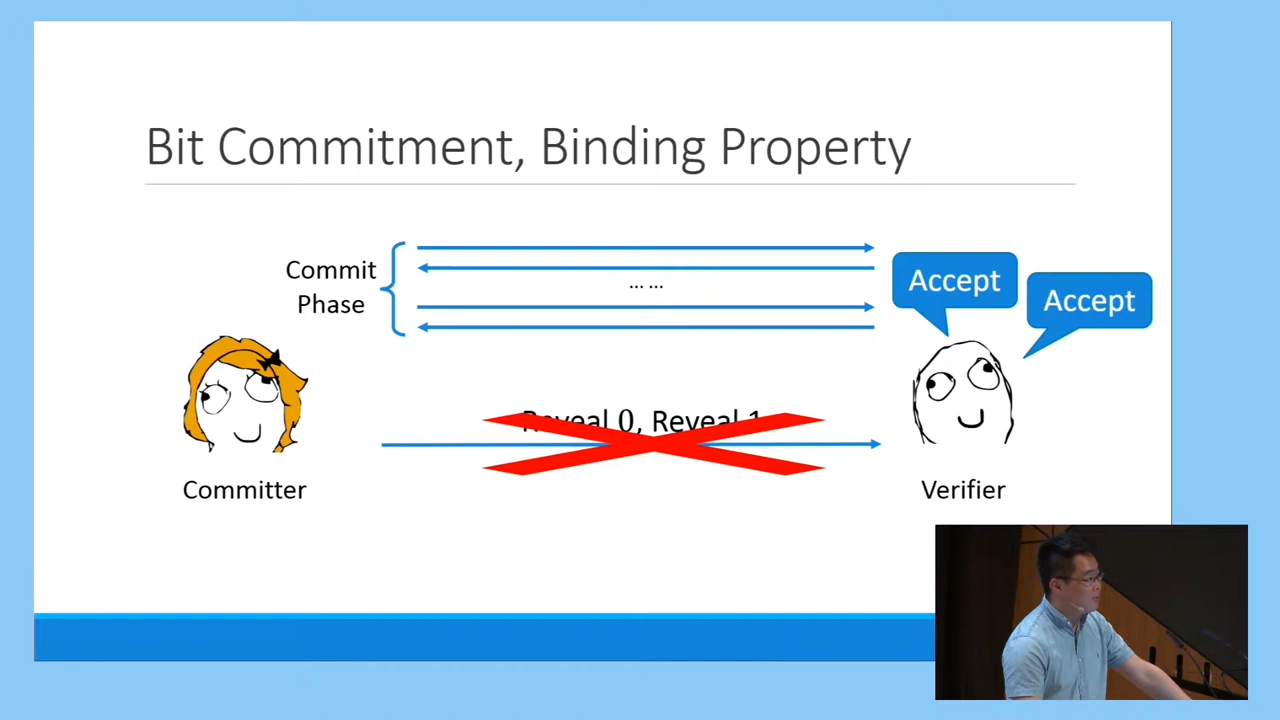 Bit Commitment, Binding Property
Commit
Phase
... ...
Accept
Accept
Reveal 0, Reveal 1
Committer
Verifier